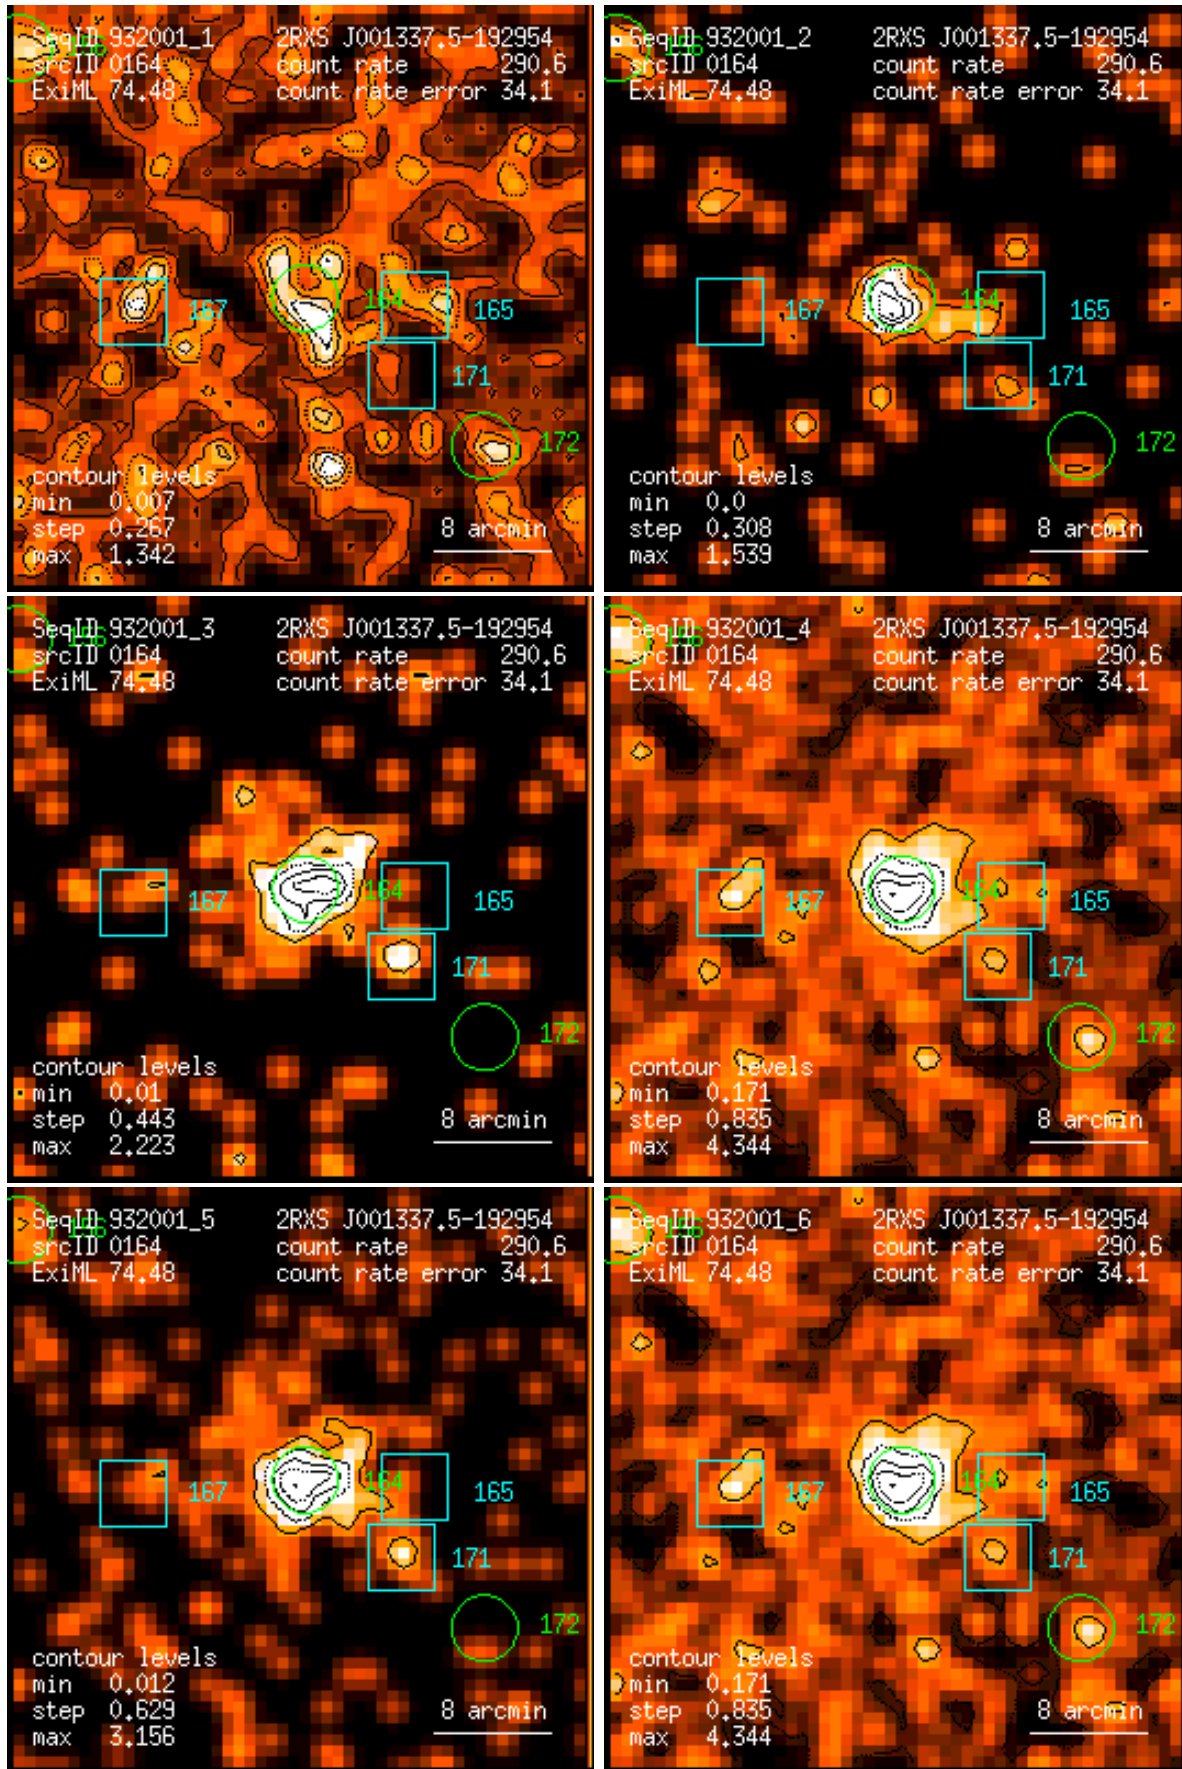 SeqID 932001_1 2RXS J001337.5-192954
srcID 0164 count rate 290.6
ExiML 74.48 count rate error 34.1
164
167 165
171
172
contour levels
min 0.007
step 0.267 8 arcmin
max 1.342
SeqID 932001_2 2RXS J001337.5-192954
srcID 0164 count rate 290.6
ExiML 74.48 count rate error 34.1
164
167 165
171
172
contour levels
min 0.0
step 0.308 8 arcmin
max 1.539
SeqID 932001_3 2RXS J001337.5-192954
srcID 0164 count rate 290.6
ExiML 74.48 count rate error 34.1
164
167 165
171
172
contour levels
min 0.01
step 0.443 8 arcmin
max 2.223
SeqID 932001_4 2RXS J001337.5-192954
srcID 0164 count rate 290.6
ExiML 74.48 count rate error 34.1
164
167 165
171
172
contour levels
min 0.171
step 0.835 8 arcmin
max 4.344
SeqID 932001_5 2RXS J001337.5-192954
srcID 0164 count rate 290.6
ExiML 74.48 count rate error 34.1
164
167 165
171
172
contour levels
min 0.012
step 0.629 8 arcmin
max 3.156
SeqID 932001_6 2RXS J001337.5-192954
srcID 0164 count rate 290.6
ExiML 74.48 count rate error 34.1
164
167 165
171
172
contour levels
min 0.171
step 0.835 8 arcmin
max 4.344